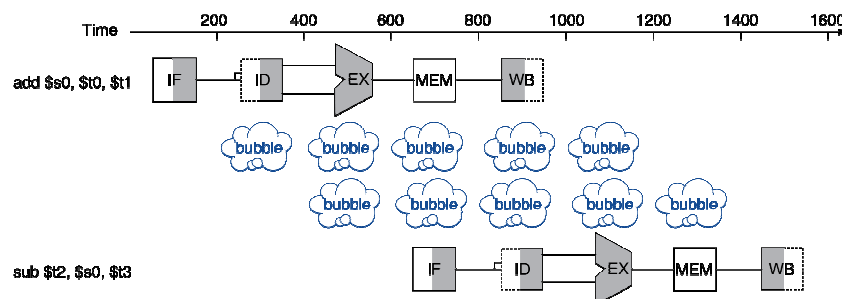 Time 200 400 600 800 1000 1200 1400 1600
add $s0, $t0, $t1 IF ID EX MEM WB
bubble bubble bubble bubble bubble
bubble bubble bubble bubble bubble
sub $t2, $s0, $t3 IF ID EX MEM WB